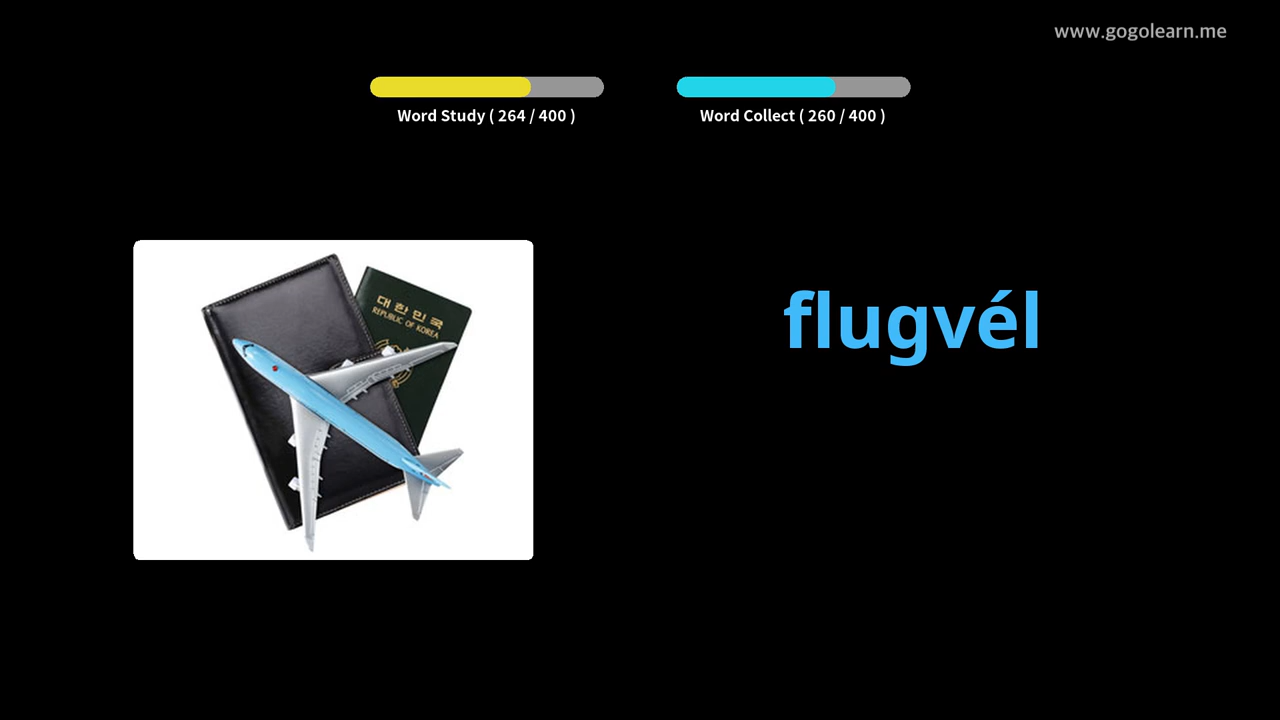 www.gogolearn.me
Word Study ( 264 / 400 )
Word Collect ( 260 / 400 )
대한민국
REPUBLIC OF KOREA
flugvél